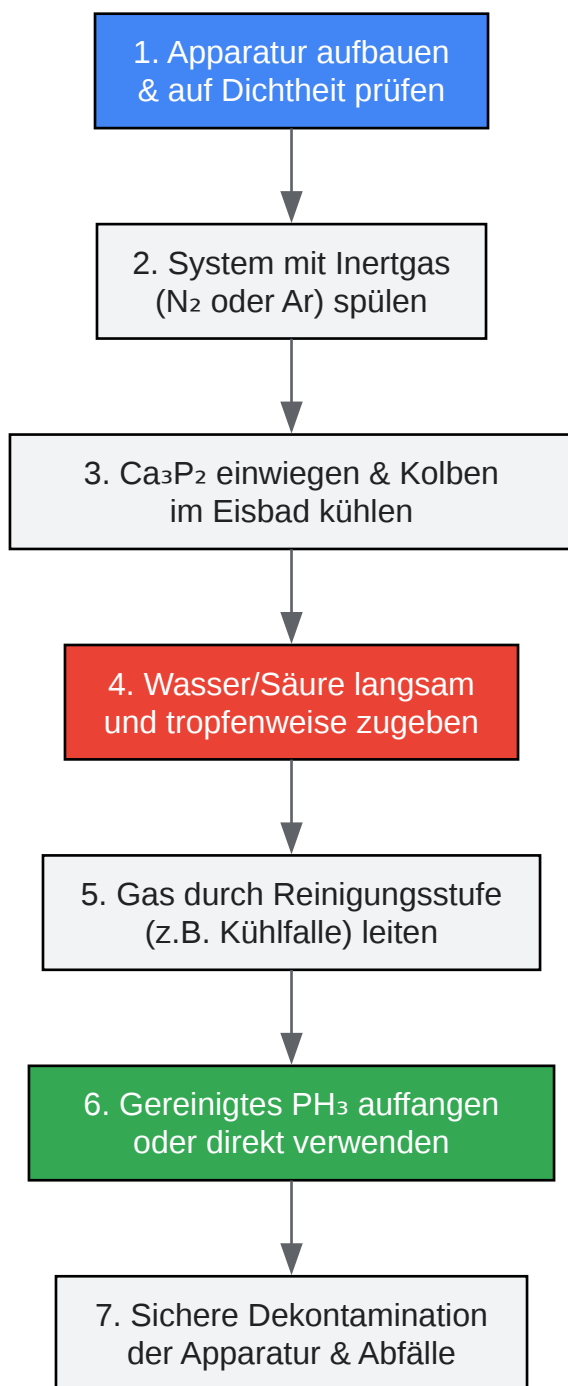 1. Apparatur aufbauen
& auf Dichtheit prüfen
2. System mit Inertgas
(N₂ oder Ar) spülen
3. Ca₃P₂ einwiegen & Kolben
im Eisbad kühlen
4. Wasser/Säure langsam
und tropfenweise zugeben
5. Gas durch Reinigungsstufe
(z.B. Kühlfalle) leiten
6. Gereinigtes PH₃ auffangen
oder direkt verwenden
7. Sichere Dekontamination
der Apparatur & Abfälle